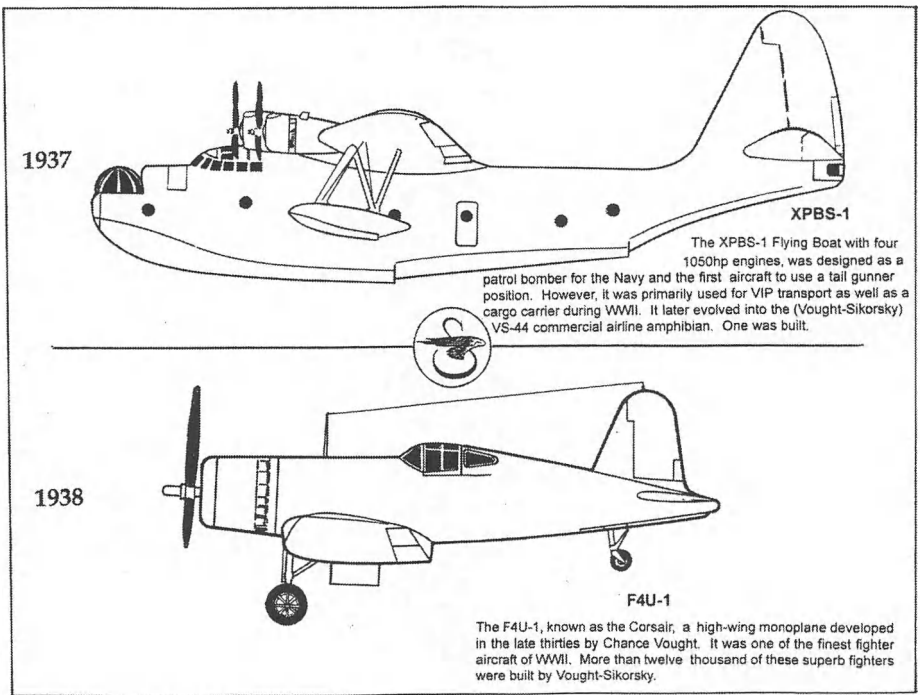 1937
XPBS-1
The XPBS-1 Flying Boat with four
1050hp engines, was designed as a
patrol bomber for the Navy and the first aircraft to use a tail gunner
position. However, it was primarily used for VIP transport as well as a
cargo carrier during WWII. It later evolved into the (Vought-Sikorsky)
VS-44 commercial airline amphibian. One was built.
1938
F4U-1
The F4U-1, known as the Corsair, a high-wing monoplane developed
in the late thirties by Chance Vought. It was one of the finest fighter
aircraft of WWII. More than twelve thousand of these superb fighters
were built by Vought-Sikorsky.